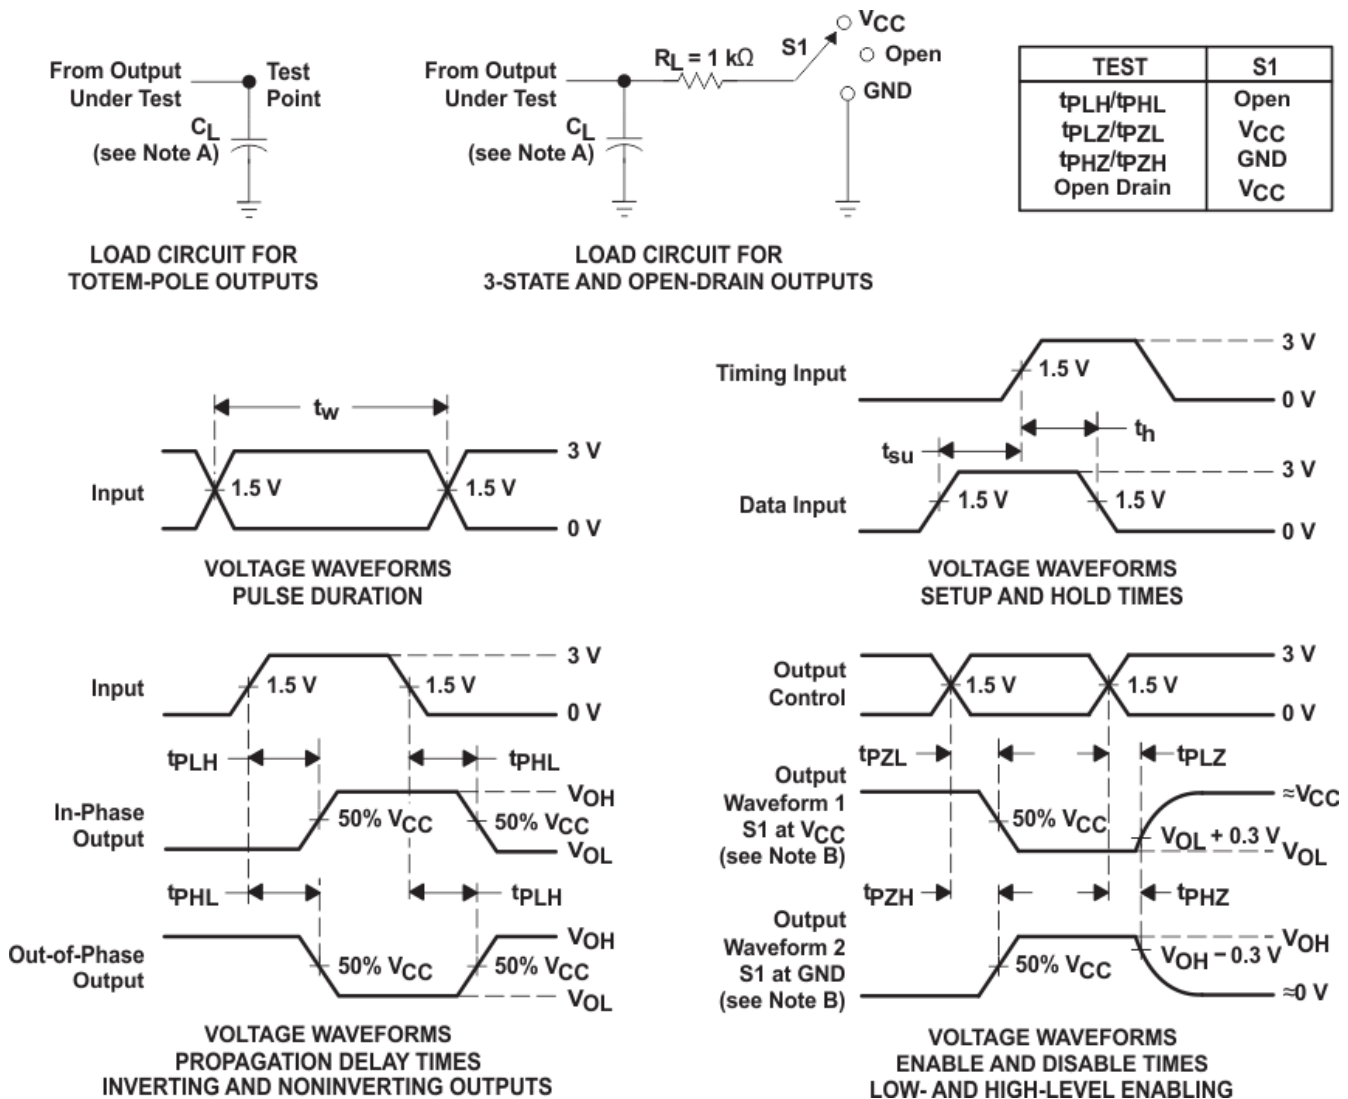 From Output
Under Test
Test
Point
CL
(see Note A)
LOAD CIRCUIT FOR
TOTEM-POLE OUTPUTS
From Output
Under Test
RL = 1 kΩ
S1
VCC
Open
GND
CL
(see Note A)
LOAD CIRCUIT FOR
3-STATE AND OPEN-DRAIN OUTPUTS
TEST S1
tPLH/tPHL Open
tPLZ/tPZL VCC
tPHZ/tPZH GND
Open Drain VCC
tw
Input
1.5 V
1.5 V
3 V
0 V
VOLTAGE WAVEFORMS
PULSE DURATION
Timing Input
1.5 V
3 V
0 V
tsu
th
Data Input
1.5 V
1.5 V
3 V
0 V
VOLTAGE WAVEFORMS
SETUP AND HOLD TIMES
Input
1.5 V
1.5 V
3 V
0 V
tPLH
tPHL
In-Phase
Output
50% VCC
50% VCC
VOH
VOL
tPHL
tPLH
Out-of-Phase
Output
50% VCC
50% VCC
VOH
VOL
VOLTAGE WAVEFORMS
PROPAGATION DELAY TIMES
INVERTING AND NONINVERTING OUTPUTS
Output
Control
1.5 V
1.5 V
3 V
0 V
tPZL
tPLZ
Output
Waveform 1
S1 at VCC
(see Note B)
50% VCC
VOL + 0.3 V
≈VCC
VOL
tPZH
tPHZ
Output
Waveform 2
S1 at GND
(see Note B)
50% VCC
VOH − 0.3 V
VOH
≈0 V
VOLTAGE WAVEFORMS
ENABLE AND DISABLE TIMES
LOW- AND HIGH-LEVEL ENABLING